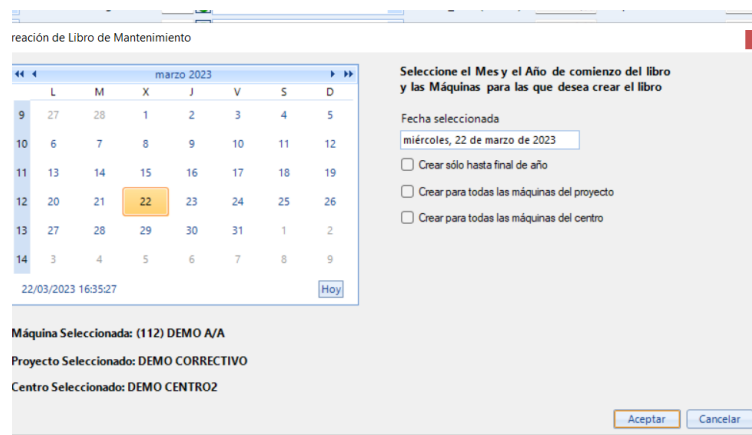 reación de Libro de Mantenimiento
marzo 2023
L M X J V S D
9 27 28 1 2 3 4 5
10 6 7 8 9 10 11 12
11 13 14 15 16 17 18 19
12 20 21 22 23 24 25 26
13 27 28 29 30 31 1 2
14 3 4 5 6 7 8 9
22/03/2023 16:35:27
Hoy
Seleccione el Mes y el Año de comienzo del libro
y las Máquinas para las que desea crear el libro
Fecha seleccionada
miércoles, 22 de marzo de 2023
Crear sólo hasta final de año
Crear para todas las máquinas del proyecto
Crear para todas las máquinas del centro
Máquina Seleccionada: (112) DEMO A/A
Proyecto Seleccionado: DEMO CORRECTIVO
Centro Seleccionado: DEMO CENTRO2
Aceptar
Cancelar